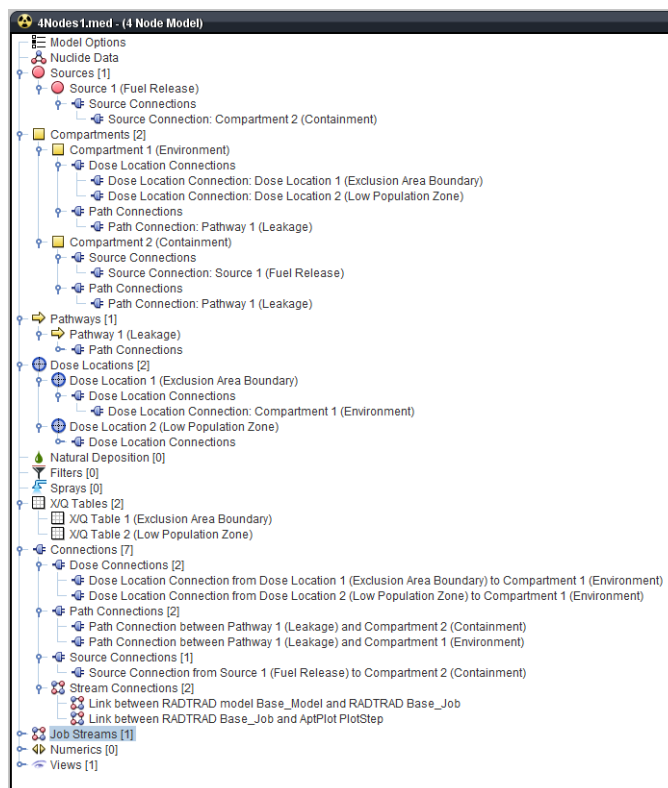 4Nodes1.med - (4 Node Model)
Model Options
Nuclide Data
Sources [1]
Source 1 (Fuel Release)
Source Connections
Source Connection: Compartment 2 (Containment)
Compartments [2]
Compartment 1 (Environment)
Dose Location Connections
Dose Location Connection: Dose Location 1 (Exclusion Area Boundary)
Dose Location Connection: Dose Location 2 (Low Population Zone)
Path Connections
Path Connection: Pathway 1 (Leakage)
Compartment 2 (Containment)
Source Connections
Source Connection: Source 1 (Fuel Release)
Path Connections
Path Connection: Pathway 1 (Leakage)
Pathways [1]
Pathway 1 (Leakage)
Path Connections
Dose Locations [2]
Dose Location 1 (Exclusion Area Boundary)
Dose Location Connections
Dose Location Connection: Compartment 1 (Environment)
Dose Location 2 (Low Population Zone)
Dose Location Connections
Natural Deposition [0]
Filters [0]
Sprays [0]
X/Q Tables [2]
X/Q Table 1 (Exclusion Area Boundary)
X/Q Table 2 (Low Population Zone)
Connections [7]
Dose Connections [2]
Dose Location Connection from Dose Location 1 (Exclusion Area Boundary) to Compartment 1 (Environment)
Dose Location Connection from Dose Location 2 (Low Population Zone) to Compartment 1 (Environment)
Path Connections [2]
Path Connection between Pathway 1 (Leakage) and Compartment 2 (Containment)
Path Connection between Pathway 1 (Leakage) and Compartment 1 (Environment)
Source Connections [1]
Source Connection from Source 1 (Fuel Release) to Compartment 2 (Containment)
Stream Connections [2]
Link between RADTRAD model Base_Model and RADTRAD Base_Job
Link between RADTRAD Base_Job and AptPlot PlotStep
Job Streams [1]
Numerics [0]
Views [1]